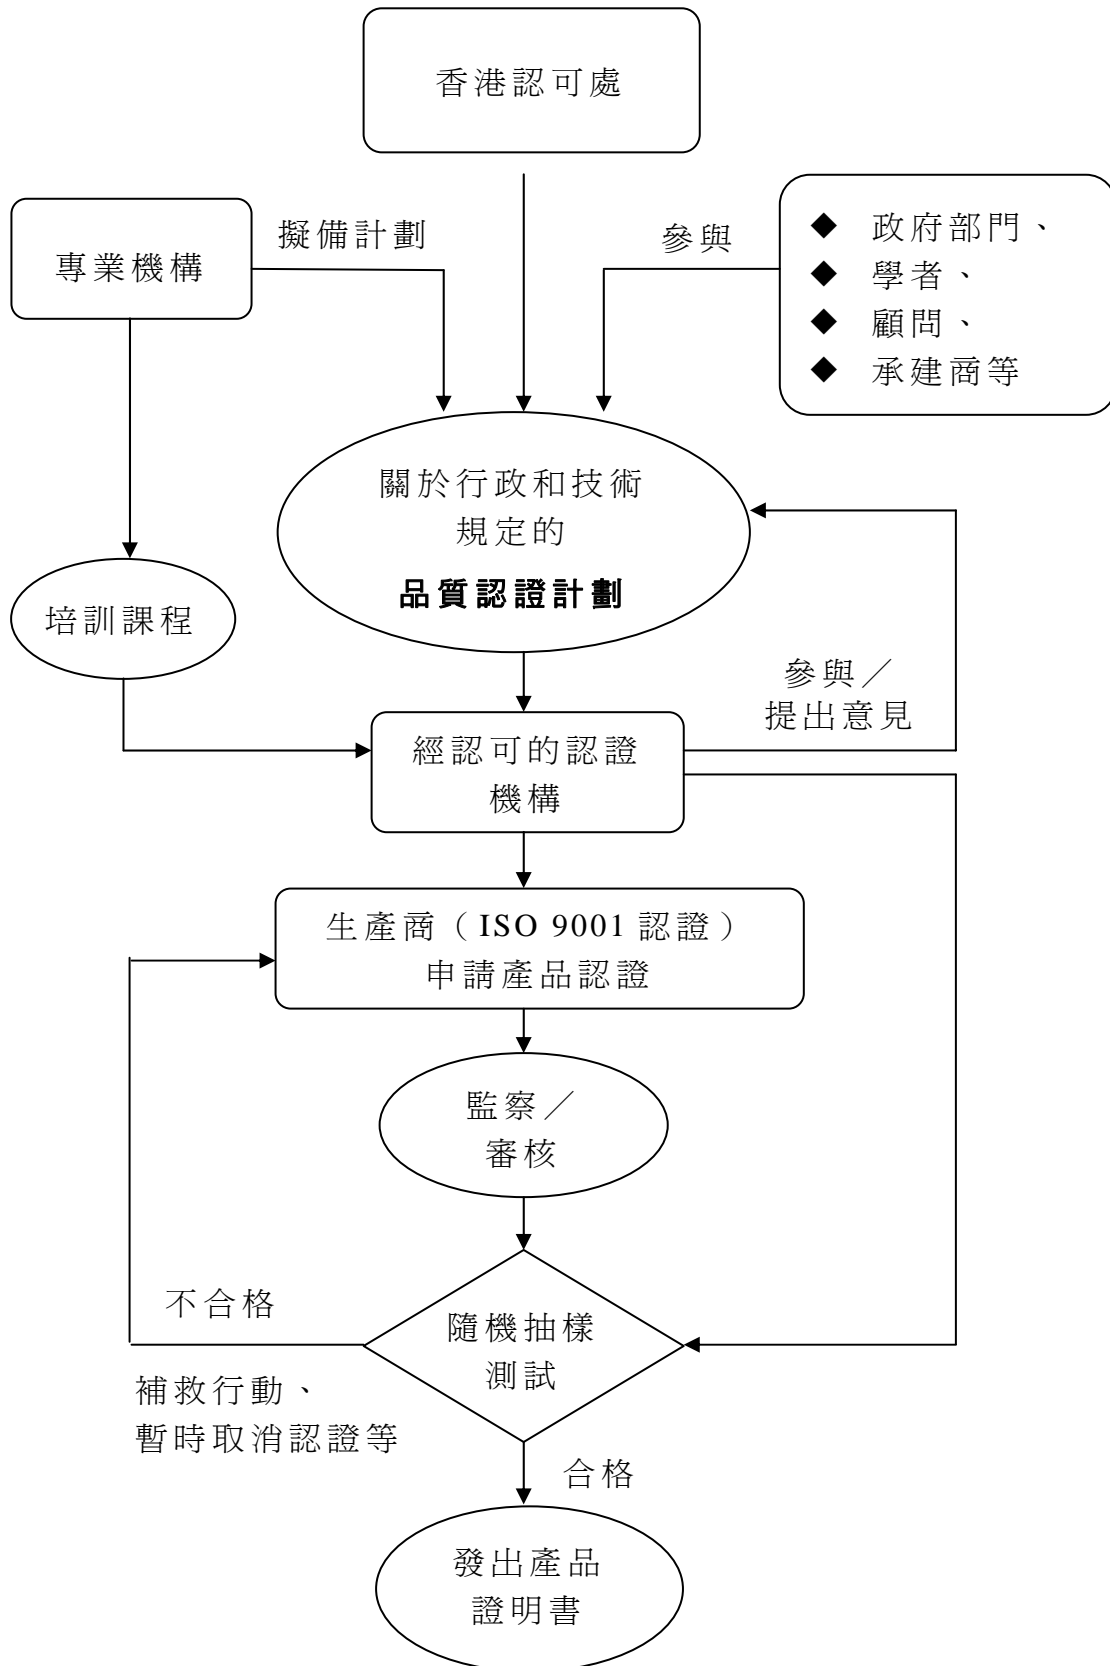 香港認可處
專業機構
擬備計劃
參與
◆ 政府部門、
◆ 學者、
◆ 顧問、
◆ 承建商等
關於行政和技術
規定的
品質認證計劃
培訓課程
參與／
提出意見
經認可的認證
機構
生產商（ISO 9001 認證）
申請產品認證
監察／
審核
不合格
隨機抽樣
測試
補救行動、
暫時取消認證等
合格
發出產品
證明書